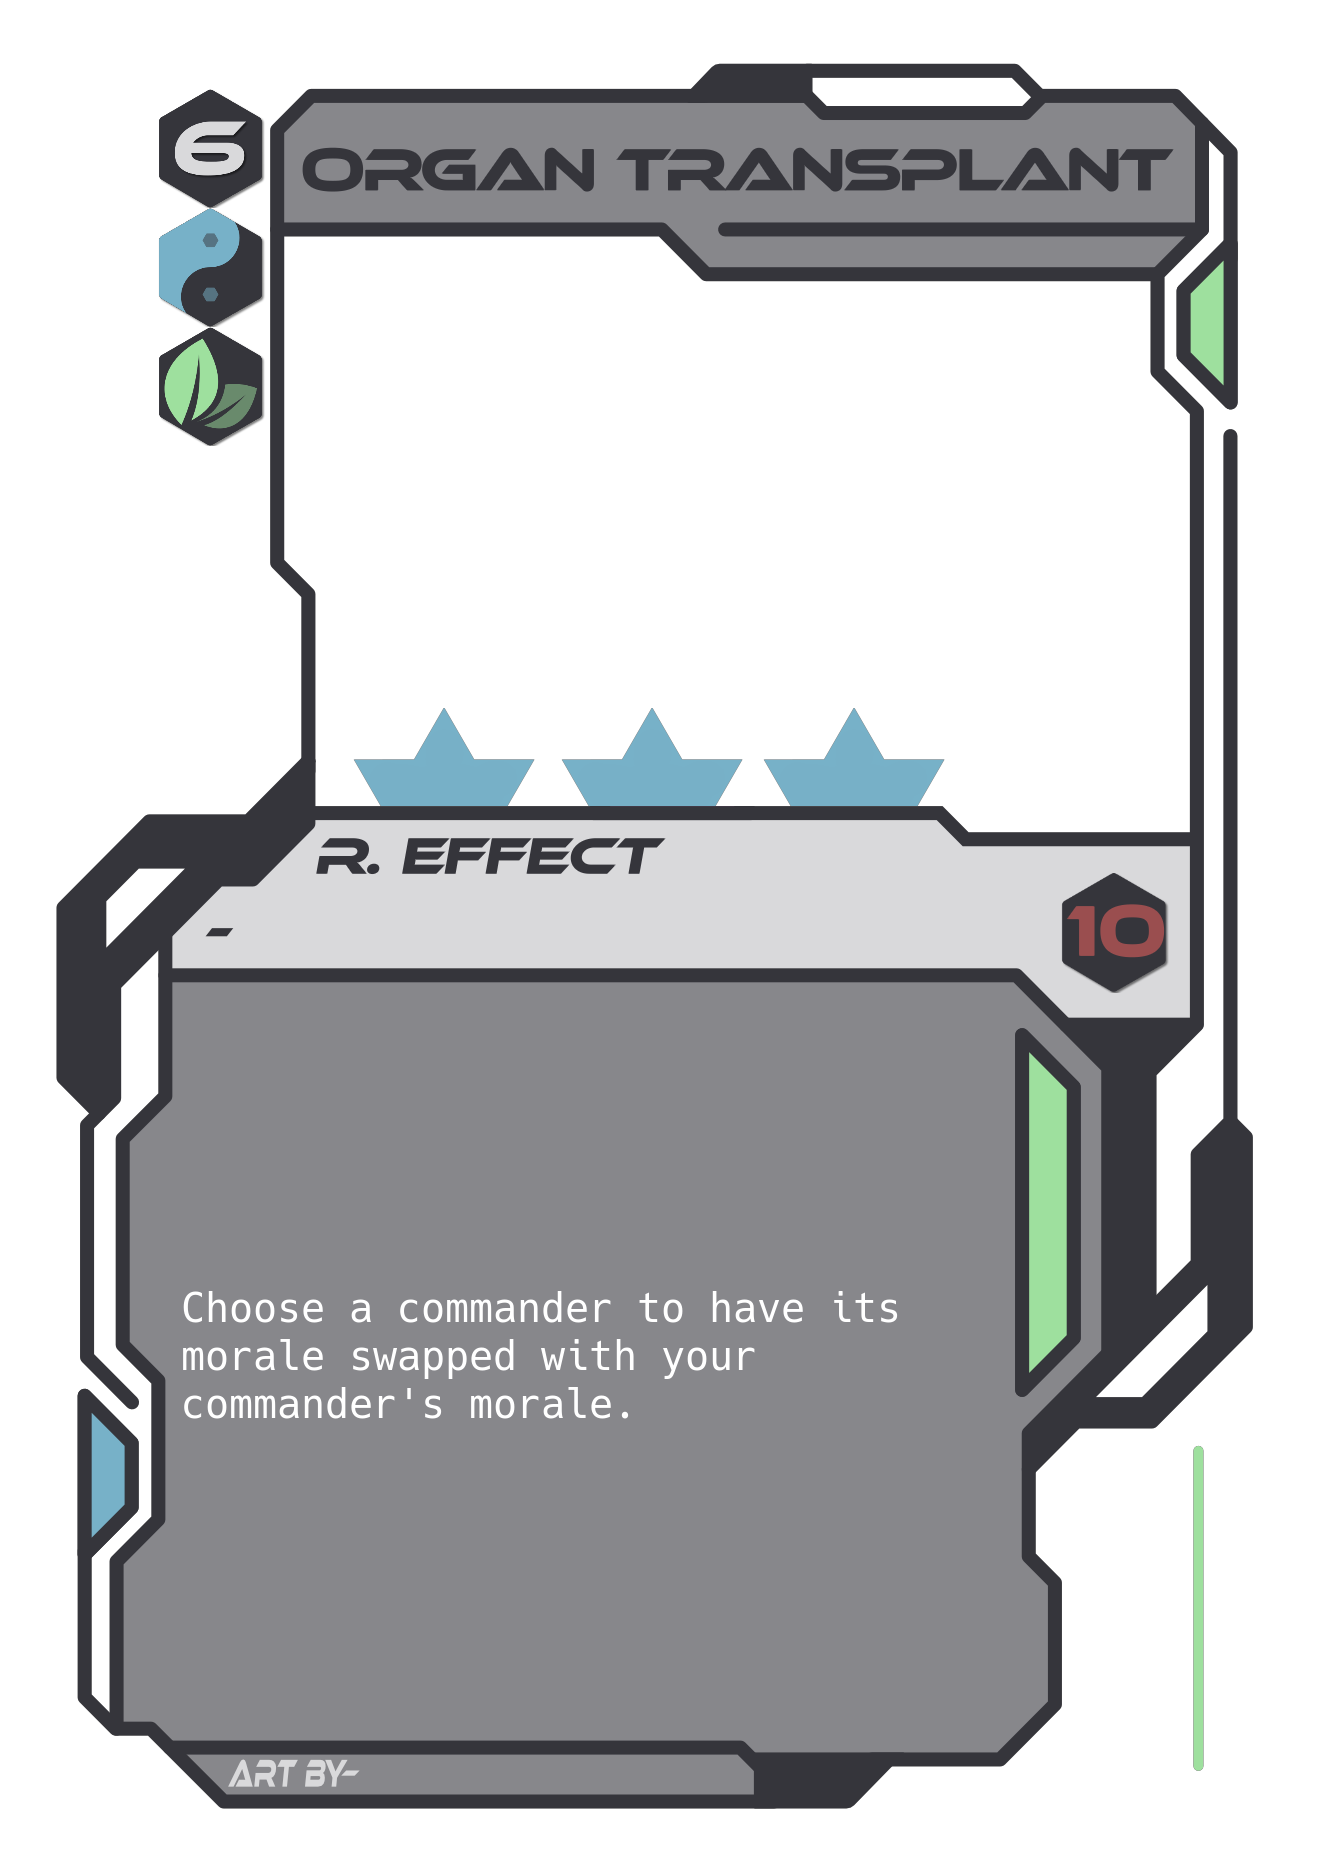 6
ORGAN TRANSPLANT
R. EFFECT
-
10
Choose a commander to have its
morale swapped with your
commander's morale.
ART BY-